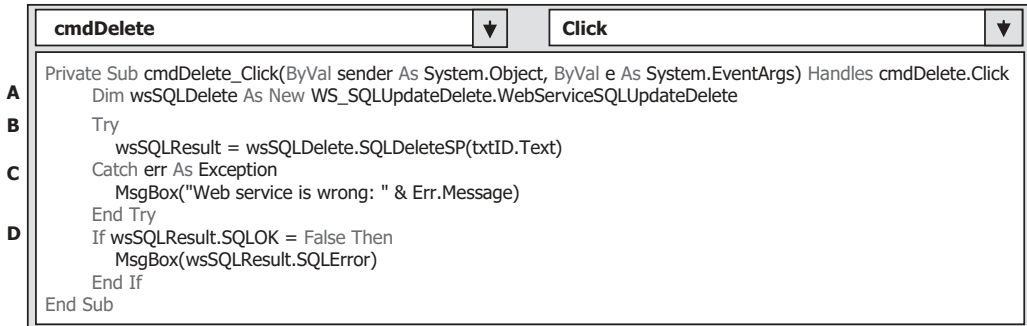 cmdDelete Click
Private Sub cmdDelete_Click(ByVal sender As System.Object, ByVal e As System.EventArgs) Handles cmdDelete.Click
A Dim wsSQLDelete As New WS_SQLUpdateDelete.WebServiceSQLUpdateDelete
B Try
wsSQLResult = wsSQLDelete.SQLDeleteSP(txtID.Text)
C Catch err As Exception
MsgBox("Web service is wrong: " & Err.Message)
End Try
D If wsSQLResult.SQLOK = False Then
MsgBox(wsSQLResult.SQLError)
End If
End Sub